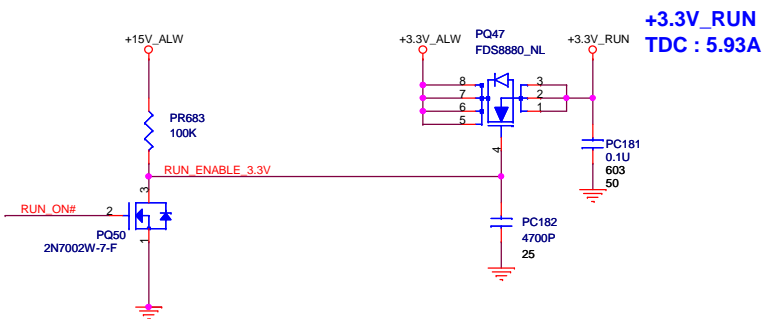 +3.3V_RUN
TDC : 5.93A
+15V_ALW
+3.3V_ALW
PQ47
FDS8880_NL
+3.3V_RUN
8
7
6
5
3
2
1
4
PR683
100K
PC181
0.1U
603
50
RUN_ENABLE_3.3V
3
RUN_ON#
2
PQ50
2N7002W-7-F
1
PC182
4700P
25